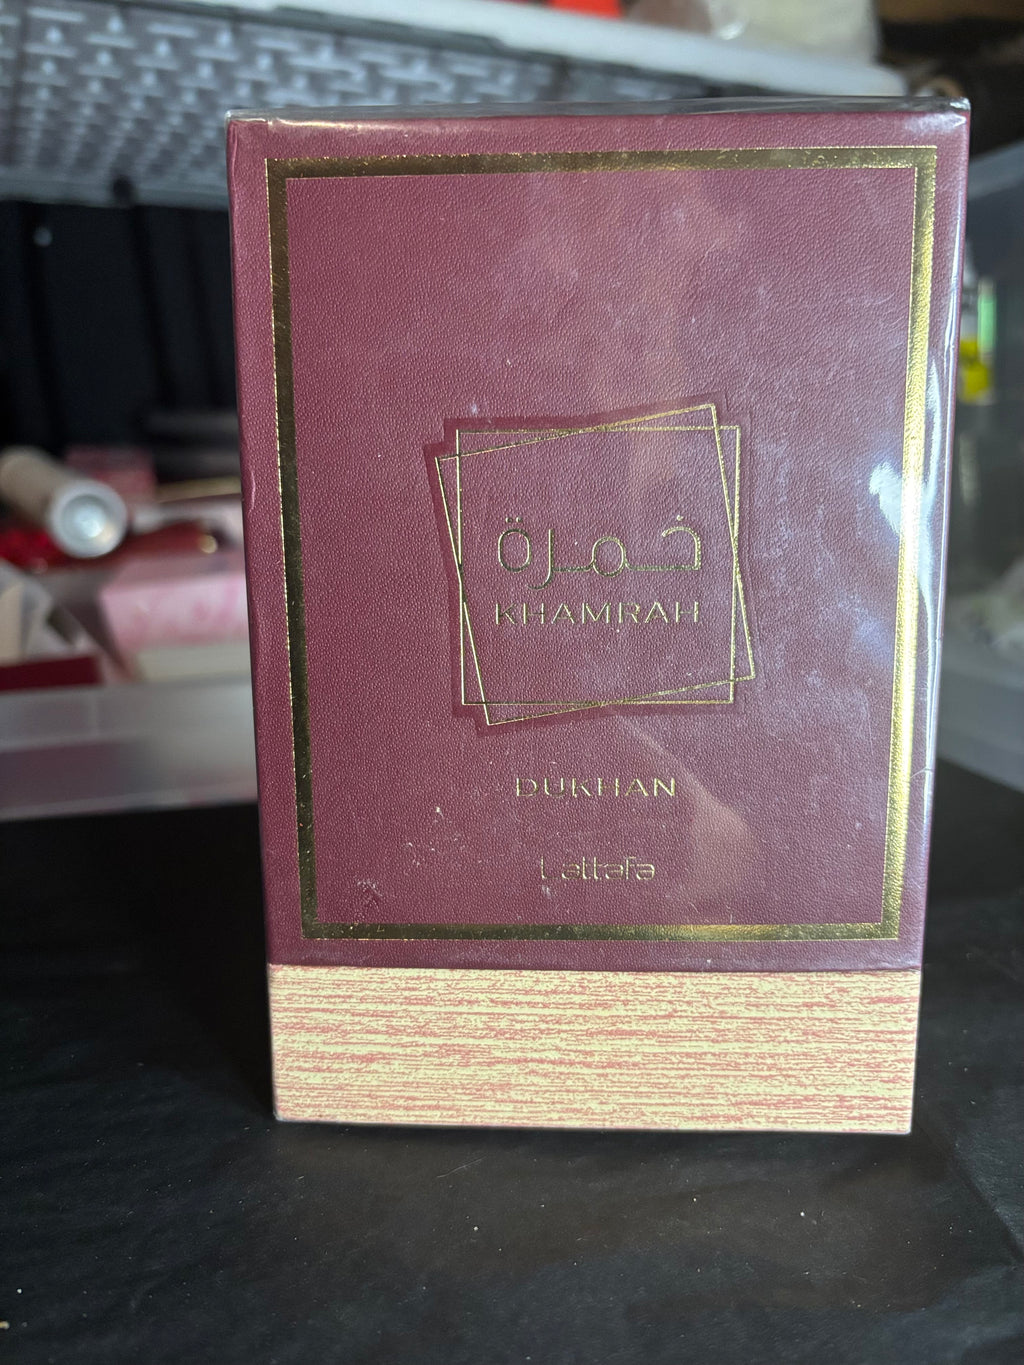 خمرة
KHAMRAH
DUKHAN
Lattafa